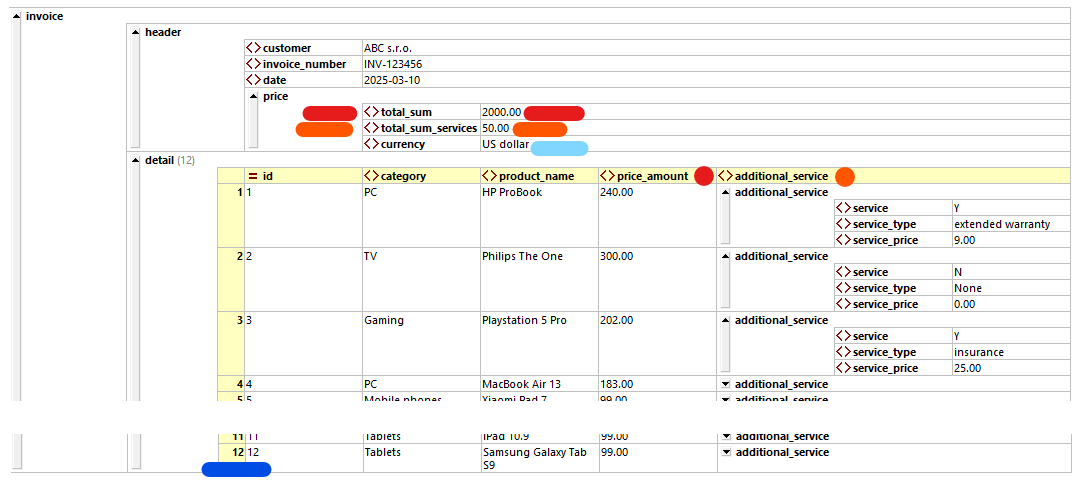 invoice
header
customer ABC s.r.o.
invoice_number INV-123456
date 2025-03-10
price
total_sum 2000.00
total_sum_services 50.00
currency US dollar
detail (12)
= id category product_name price_amount additional_service
1 1 PC HP ProBook 240.00 additional_service
service Y
service_type extended warranty
service_price 9.00
2 2 TV Philips The One 300.00 additional_service
service N
service_type None
service_price 0.00
3 3 Gaming Playstation 5 Pro 202.00 additional_service
service Y
service_type insurance
service_price 25.00
4 4 PC MacBook Air 13 183.00 additional_service
5 5 Mobile phones Xiaomi Pad 7 99.00 additional_service
11 11 Tablets iPad 10.9 99.00 additional_service
12 12 Tablets Samsung Galaxy Tab 99.00 additional_service
S9